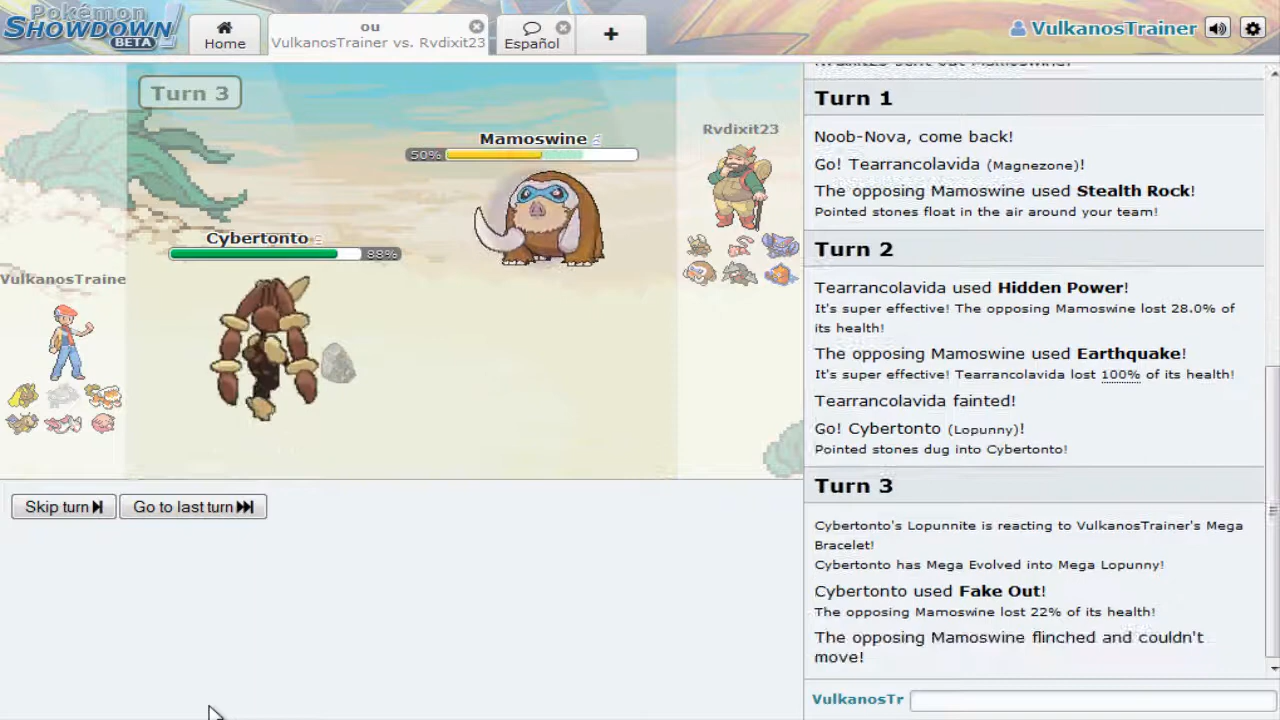 Pokémon
SHOWDOWN
BETA
Home
ou
VulkanosTrainer vs. Rvdixit23
Español
+
VulkanosTrainer
Turn 3
Mamoswine
50%
Cybertonto
88%
Rvdixit23
VulkanosTraine
Skip turn
Go to last turn
Turn 1
Noob-Nova, come back!
Go! Tearrancolavida (Magnezone)!
The opposing Mamoswine used Stealth Rock!
Pointed stones float in the air around your team!
Turn 2
Tearrancolavida used Hidden Power!
It's super effective! The opposing Mamoswine lost 28.0% of
its health!
The opposing Mamoswine used Earthquake!
It's super effective! Tearrancolavida lost 100% of its health!
Tearrancolavida fainted!
Go! Cybertonto (Lopunny)!
Pointed stones dug into Cybertonto!
Turn 3
Cybertonto's Lopunnite is reacting to VulkanosTrainer's Mega
Bracelet!
Cybertonto has Mega Evolved into Mega Lopunny!
Cybertonto used Fake Out!
The opposing Mamoswine lost 22% of its health!
The opposing Mamoswine flinched and couldn't
move!
VulkanosTr